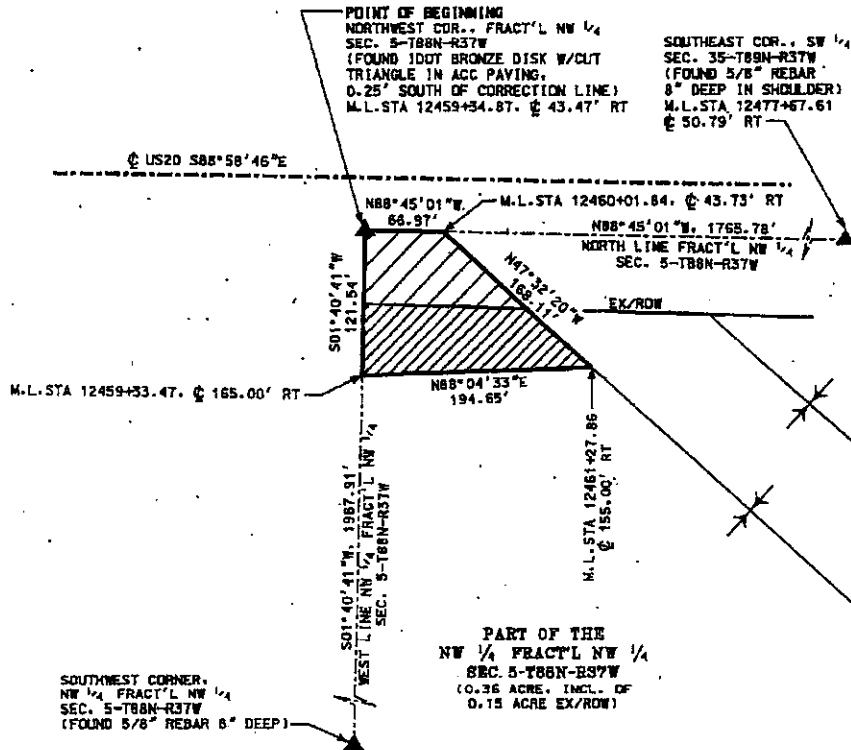 POINT OF BEGINNING
NORTHWEST COR., FRACT'L NW 1/4
SEC. 5-T88N-R37W
(FOUND IDOT BRONZE DISK W/CUT
TRIANGLE IN ACC PAVING,
0.25' SOUTH OF CORRECTION LINE)
M.L.STA 12459+34.87, ℄ 43.47' RT
SOUTHEAST COR., SW 1/4
SEC. 35-T89N-R37W
(FOUND 5/8" REBAR
8" DEEP IN SHOULDER)
M.L.STA 12477+67.61
℄ 50.79' RT
℄ US20 S88°58'46"E
N88°45'01"W,
66.97'
M.L.STA 12460+01.84, ℄ 43.73' RT
N88°45'01"W, 1765.78'
NORTH LINE FRACT'L NW 1/4
SEC. 5-T88N-R37W
N47°32'20"W
168.11'
EX/ROW
S01°40'41"W
121.54'
M.L.STA 12459+33.47, ℄ 165.00' RT
N88°04'33"E
194.65'
M.L.STA 12461+27.86
℄ 155.00' RT
S01°40'41"W, 1967.91'
WEST LINE NW 1/4 FRACT'L NW 1/4
SEC. 5-T88N-R37W
PART OF THE
NW 1/4 FRACT'L NW 1/4
SEC. 5-T88N-R37W
(0.36 ACRE, INCL. OF
0.15 ACRE EX/ROW)
SOUTHWEST CORNER,
NW 1/4 FRACT'L NW 1/4
SEC. 5-T88N-R37W
(FOUND 5/8" REBAR 6" DEEP)